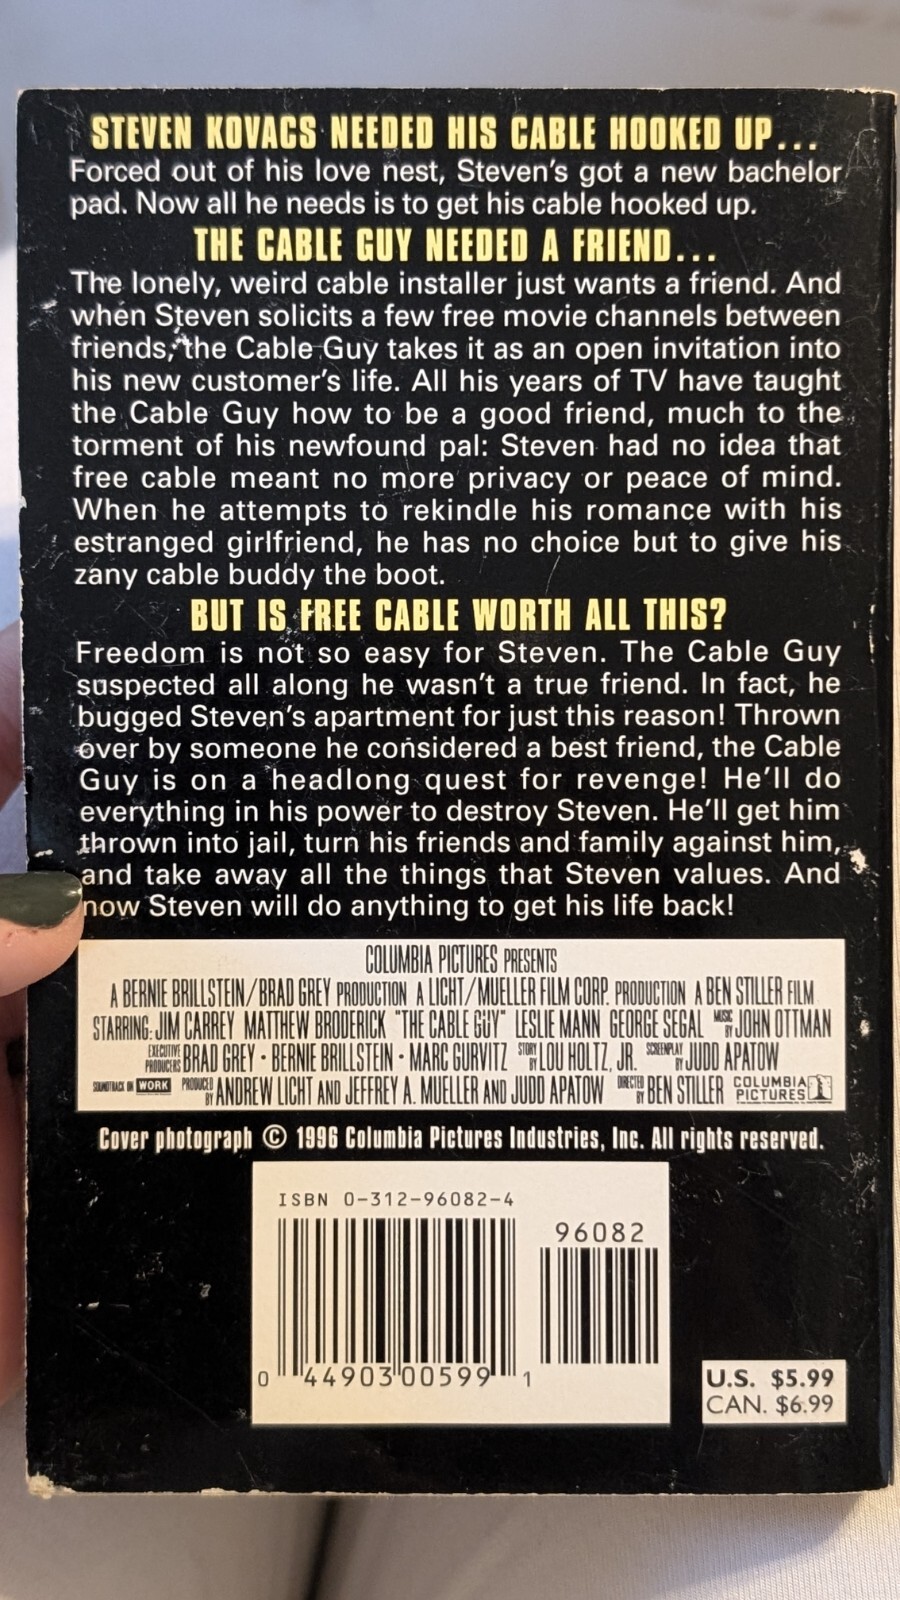 STEVEN KOVACS NEEDED HIS CABLE HOOKED UP...
Forced out of his love nest, Steven's got a new bachelor
pad. Now all he needs is to get his cable hooked up.
THE CABLE GUY NEEDED A FRIEND...
The lonely, weird cable installer just wants a friend. And
when Steven solicits a few free movie channels between
friends, the Cable Guy takes it as an open invitation into
his new customer's life. All his years of TV have taught
the Cable Guy how to be a good friend, much to the
torment of his newfound pal: Steven had no idea that
free cable meant no more privacy or peace of mind.
When he attempts to rekindle his romance with his
estranged girlfriend, he has no choice but to give his
zany cable buddy the boot.
BUT IS FREE CABLE WORTH ALL THIS?
Freedom is not so easy for Steven. The Cable Guy
suspected all along he wasn't a true friend. In fact, he
bugged Steven's apartment for just this reason! Thrown
over by someone he considered a best friend, the Cable
Guy is on a headlong quest for revenge! He'll do
everything in his power to destroy Steven. He'll get him
thrown into jail, turn his friends and family against him,
and take away all the things that Steven values. And
now Steven will do anything to get his life back!
COLUMBIA PICTURES PRESENTS
A BERNIE BRILLSTEIN/BRAD GREY PRODUCTION A LICHT/MUELLER FILM CORP. PRODUCTION A BEN STILLER FILM
STARRING: JIM CARREY MATTHEW BRODERICK "THE CABLE GUY" LESLIE MANN GEORGE SEGAL MUSIC BY JOHN OTTMAN
EXECUTIVE PRODUCERS BRAD GREY · BERNIE BRILLSTEIN · MARC GURVITZ STORY BY LOU HOLTZ, JR. SCREENPLAY BY JUDD APATOW
SOUNDTRACK ON WORK PRODUCED BY ANDREW LICHT AND JEFFREY A. MUELLER AND JUDD APATOW DIRECTED BY BEN STILLER COLUMBIA PICTURES
Cover photograph © 1996 Columbia Pictures Industries, Inc. All rights reserved.
ISBN 0-312-96082-4
96082
0 44903 00599 1
U.S. $5.99
CAN. $6.99